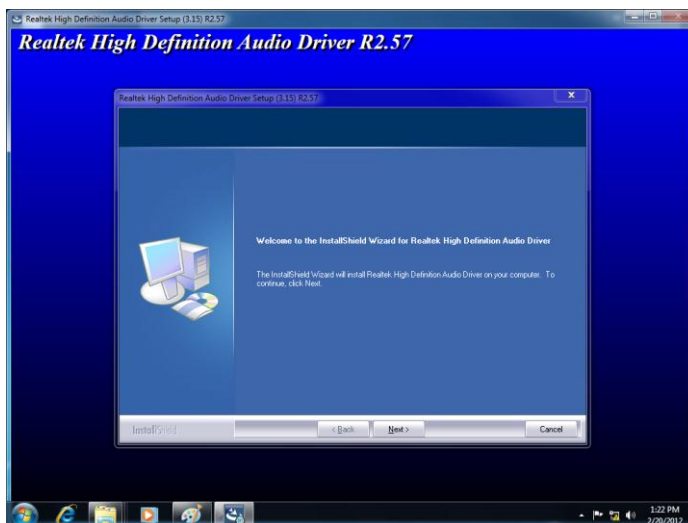 Realtek High Definition Audio Driver Setup (3.15) R2.57
Realtek High Definition Audio Driver R2.57
Realtek High Definition Audio Driver Setup (3.15) R2.57
Welcome to the InstallShield Wizard for Realtek High Definition Audio Driver
The InstallShield Wizard will install Realtek High Definition Audio Driver on your computer. To
continue, click Next.
InstallShield
< Back
Next >
Cancel
1:22 PM
2/20/2012